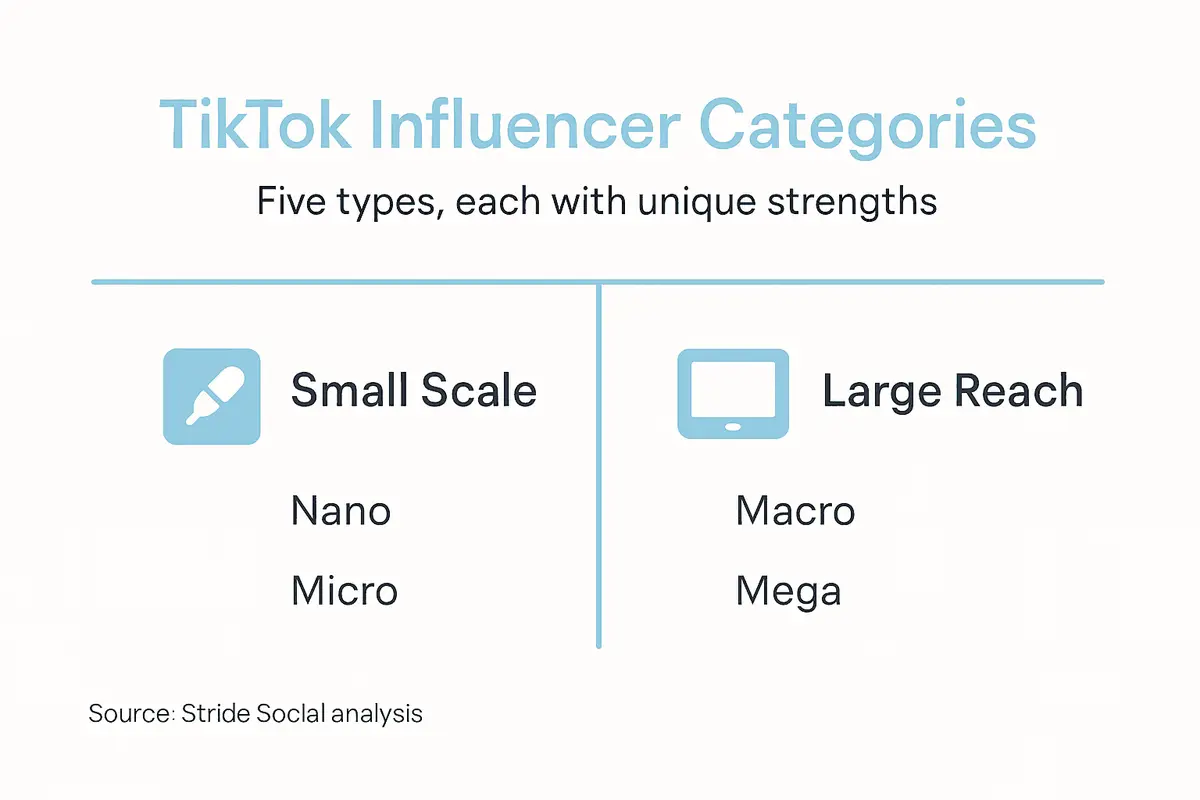 TikTok Influencer Categories
Five types, each with unique strengths
Small Scale
Nano
Micro
Large Reach
Macro
Mega
Source: Stride Soclal analysis